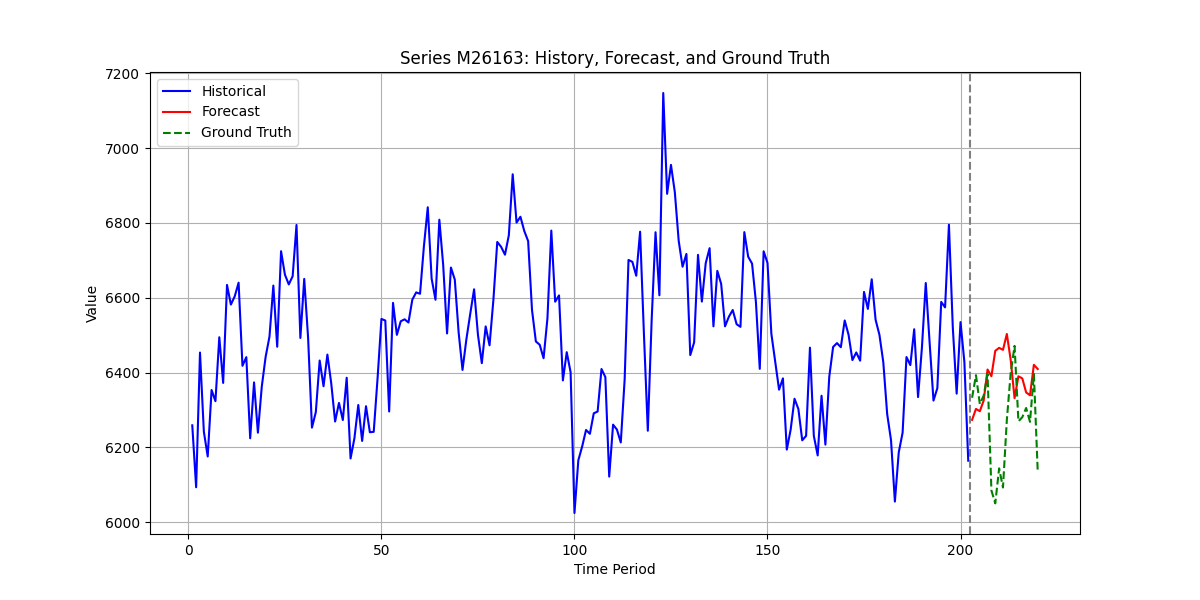 Series M26163: History, Forecast, and Ground Truth
7200
7000
6800
6600
6400
6200
6000
Value
Historical
Forecast
Ground Truth
0
50
100
150
200
Time Period